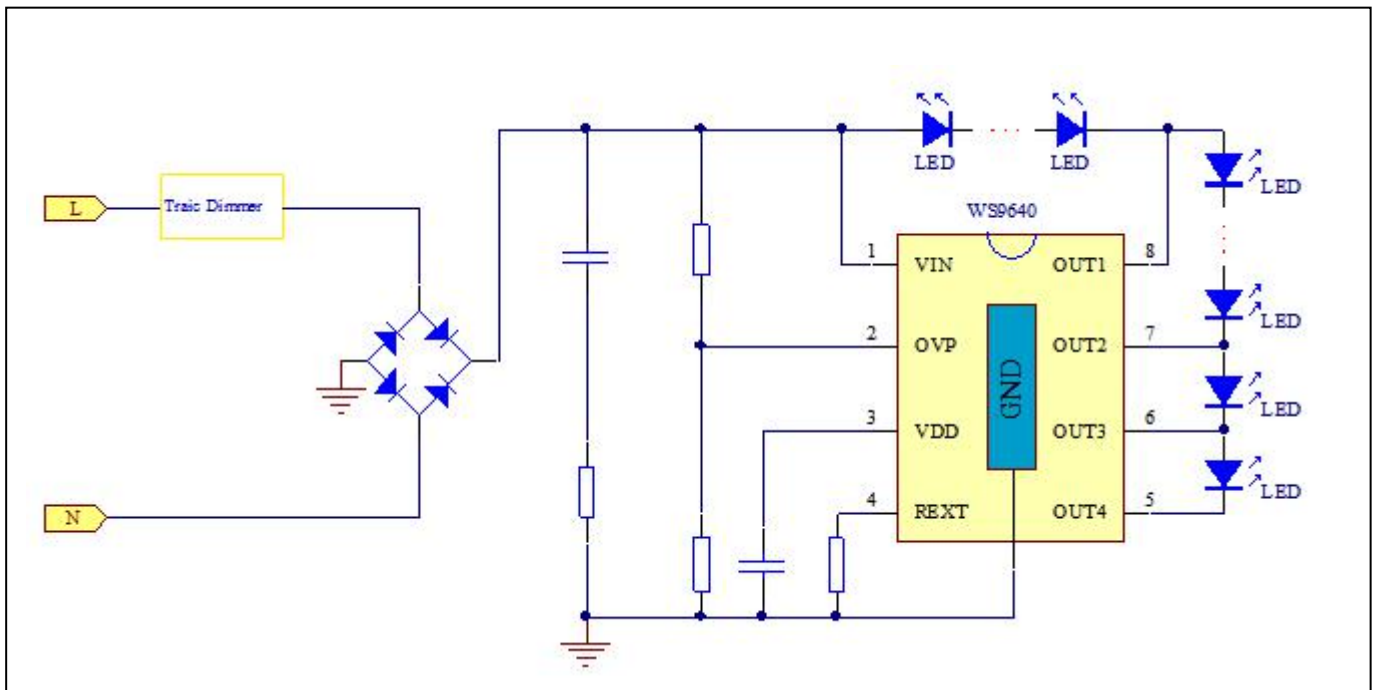 LED
LED
LED
L
Traic Dimmer
WS9640
1
VIN
OUT1
8
LED
2
OVP
OUT2
7
GND
LED
3
VDD
OUT3
6
LED
4
REXT
OUT4
5
N